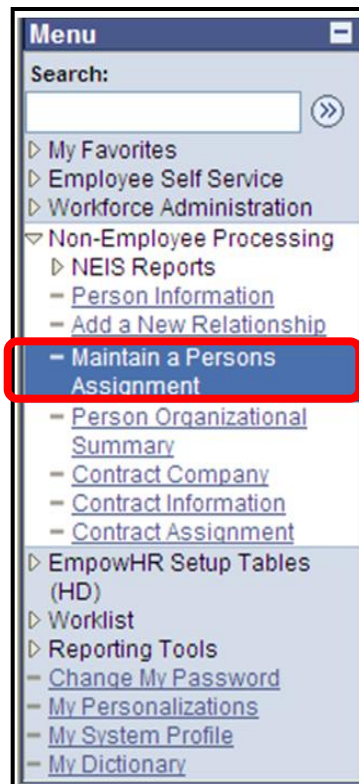 Menu
Search:
My Favorites
Employee Self Service
Workforce Administration
Non-Employee Processing
NEIS Reports
Person Information
Add a New Relationship
Maintain a Persons
Assignment
Person Organizational
Summary
Contract Company
Contract Information
Contract Assignment
EmpowHR Setup Tables
(HD)
Worklist
Reporting Tools
Change My Password
My Personalizations
My System Profile
My Dictionary